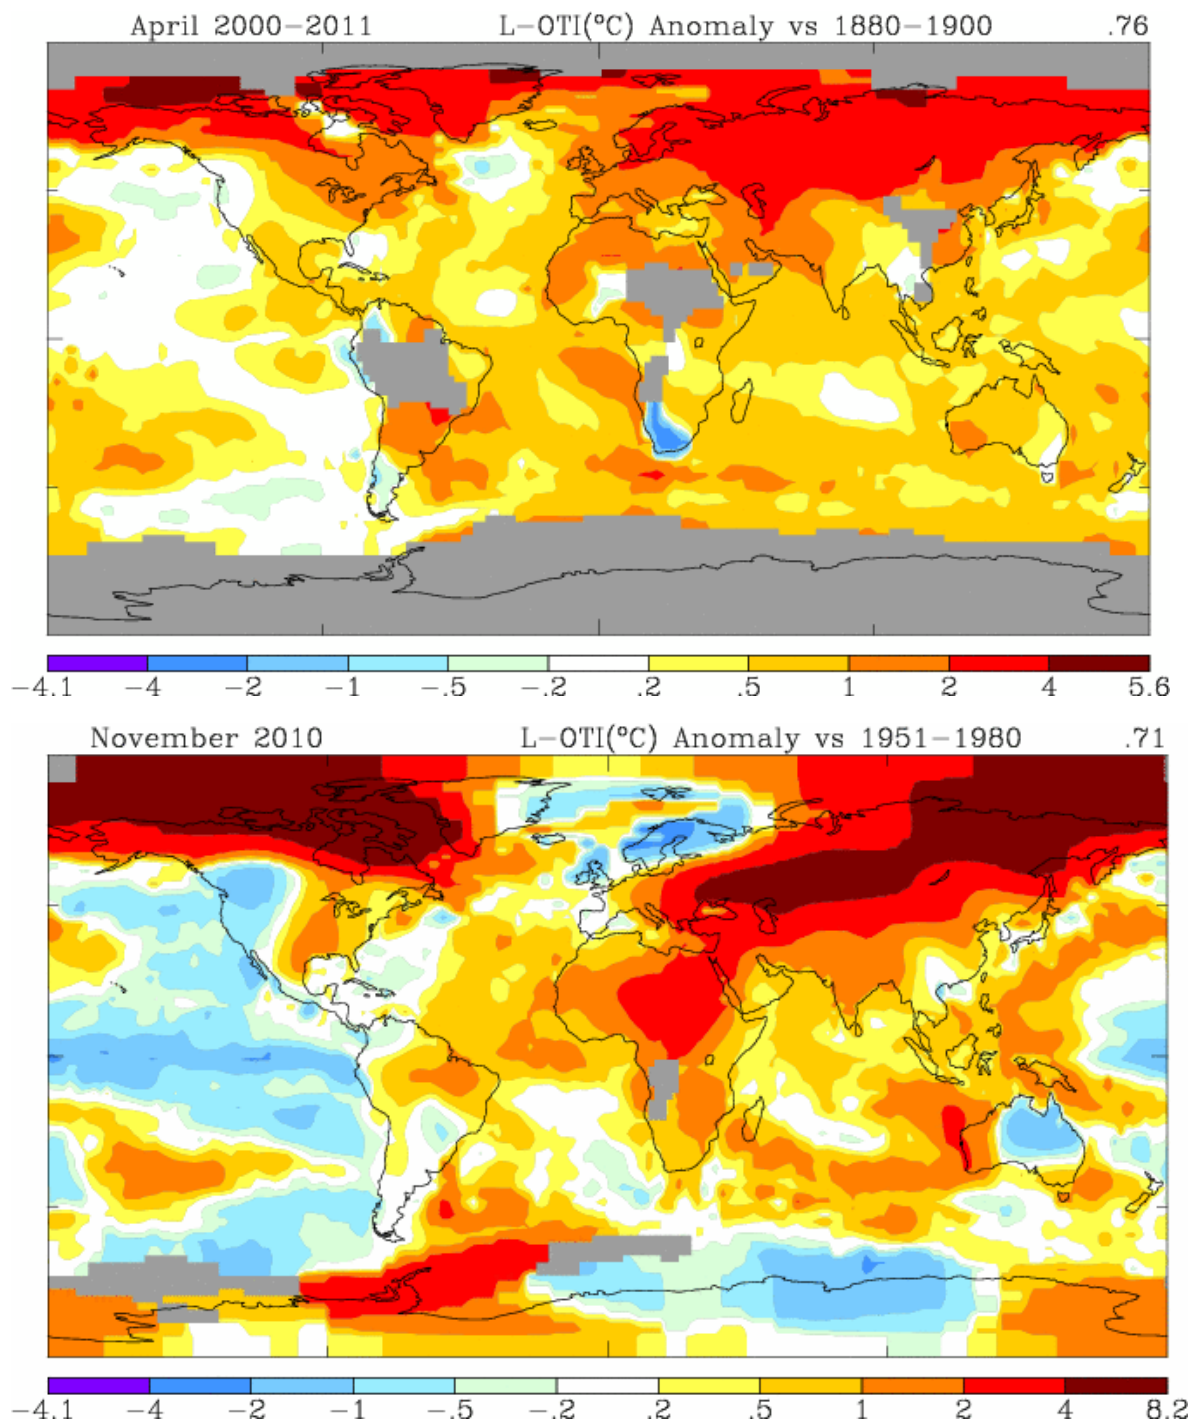 April 2000-2011 L-OTI(°C) Anomaly vs 1880-1900 .76
-4.1 -4 -2 -1 -.5 -.2 .2 .5 1 2 4 5.6
November 2010 L-OTI(°C) Anomaly vs 1951-1980 .71
-4.1 -4 -2 -1 -.5 -.2 .2 .5 1 2 4 8.2